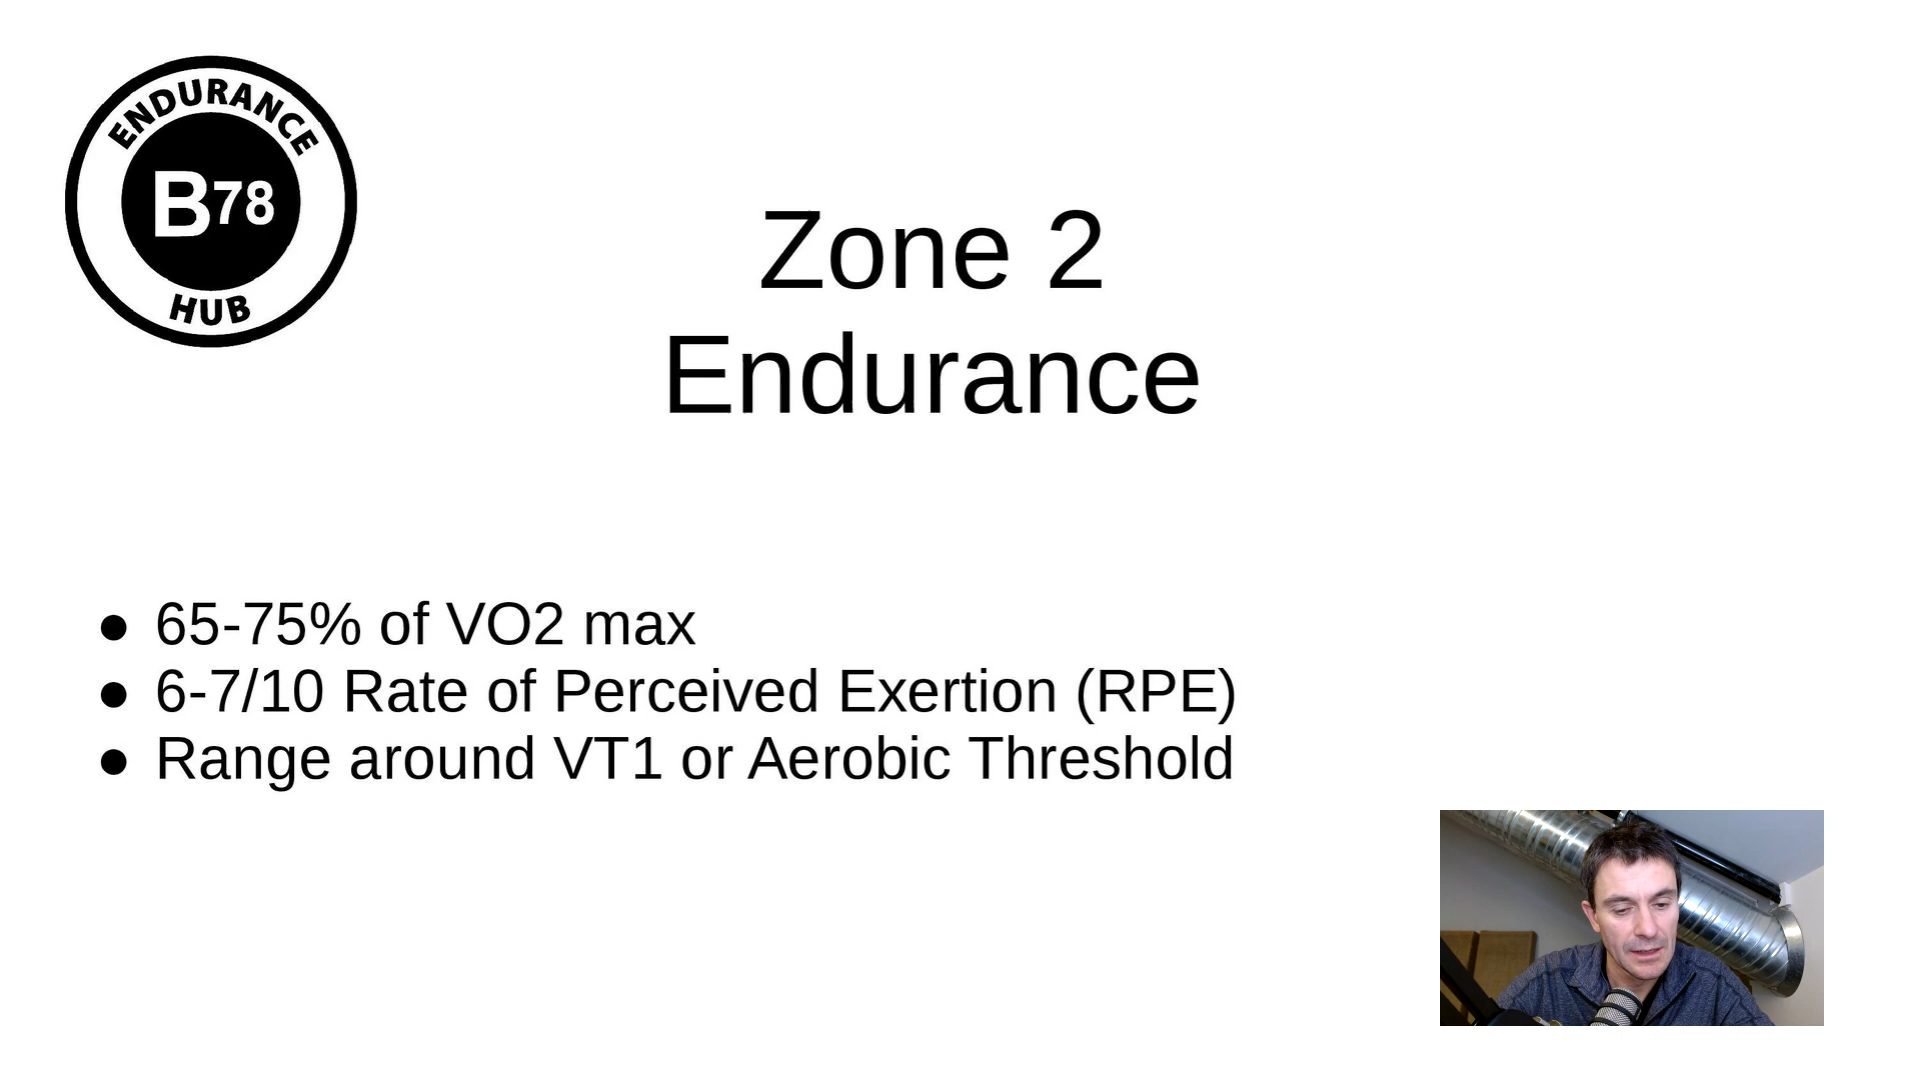 ENDURANCE
B78
HUB
Zone 2
Endurance
● 65-75% of VO2 max
● 6-7/10 Rate of Perceived Exertion (RPE)
● Range around VT1 or Aerobic Threshold